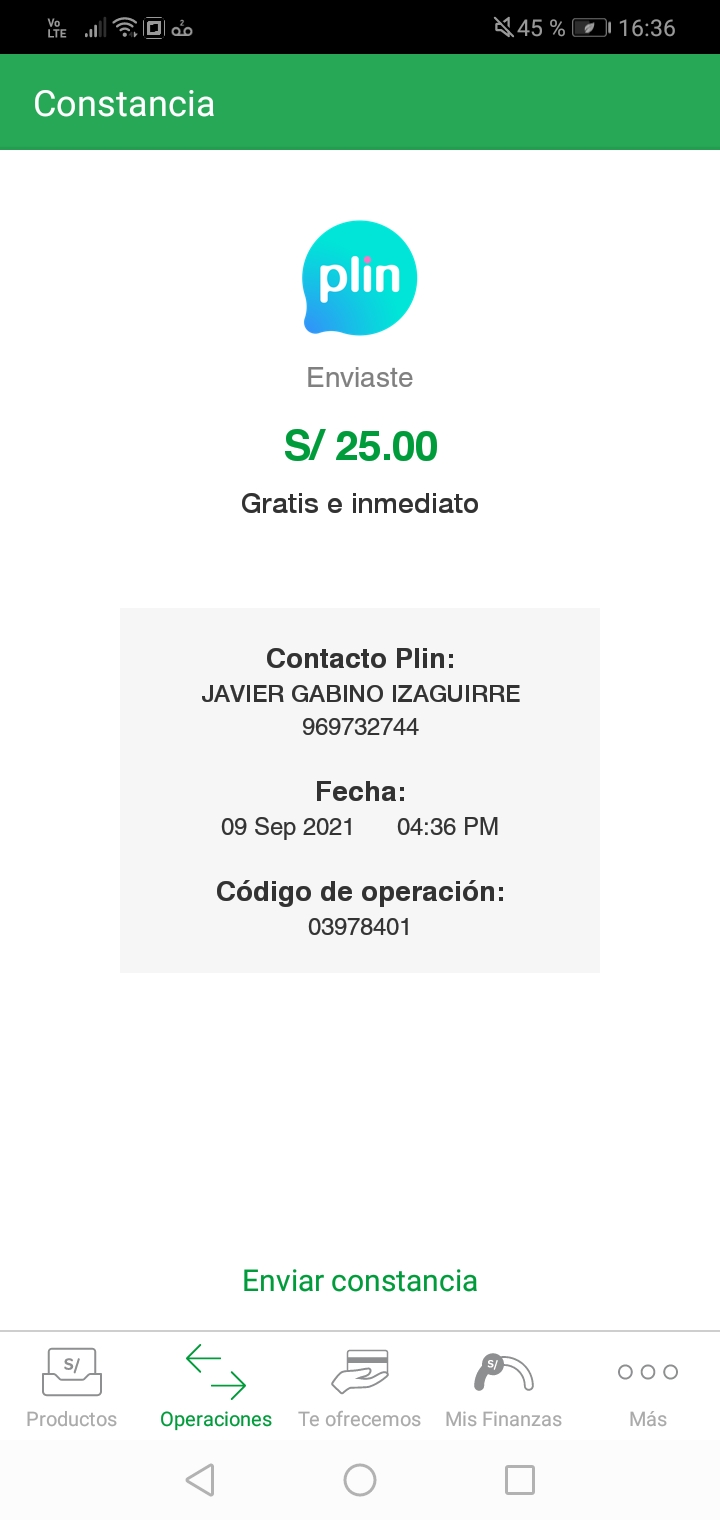 Vo
LTE
2
45 %
16:36
Constancia
plin
Enviaste
S/ 25.00
Gratis e inmediato
Contacto Plin:
JAVIER GABINO IZAGUIRRE
969732744
Fecha:
09 Sep 2021 04:36 PM
Código de operación:
03978401
Enviar constancia
S/
S/
Productos Operaciones Te ofrecemos Mis Finanzas Más